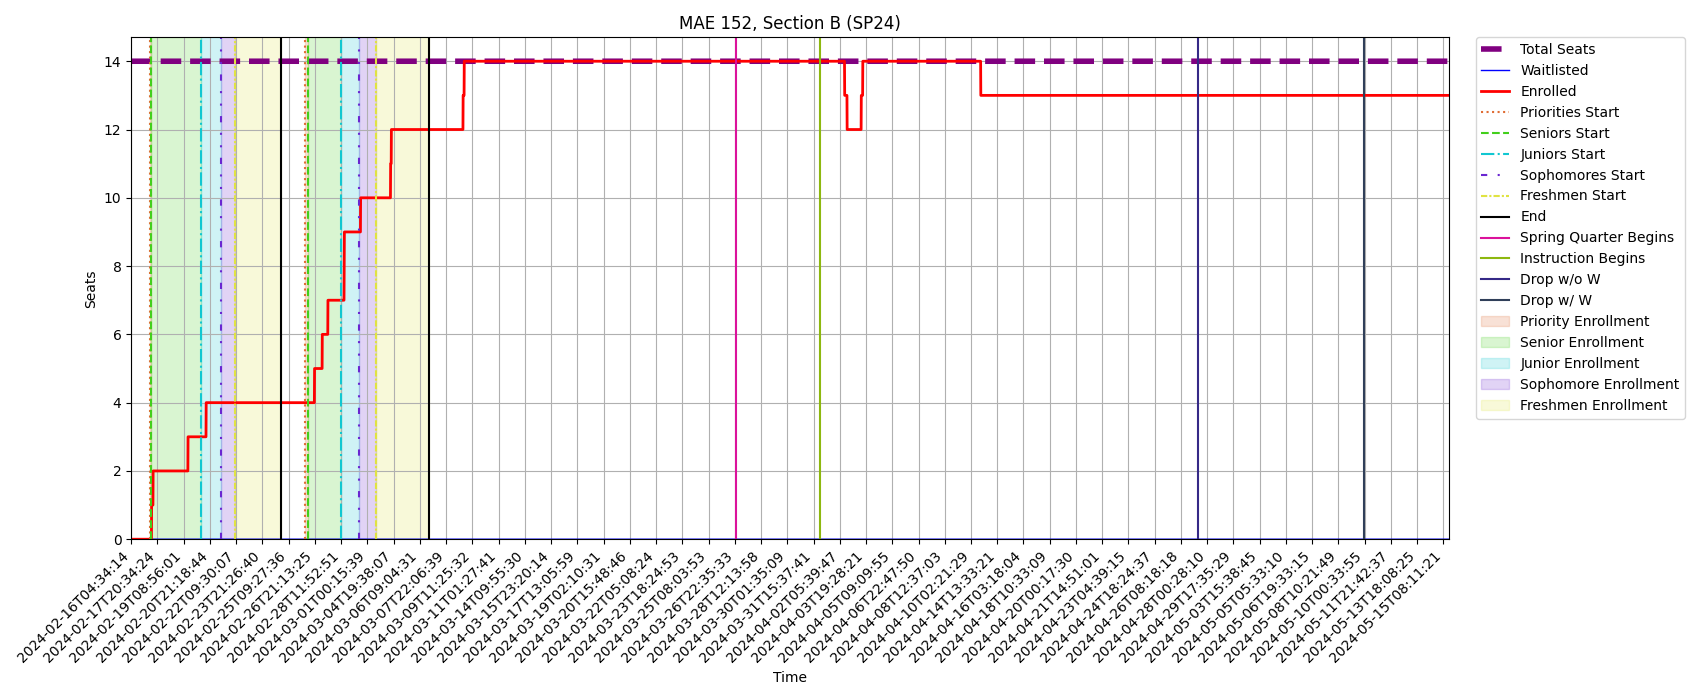 MAE 152, Section B (SP24)
14
12
10
8
6
4
2
0
Seats
2024-02-16T04:34:14
2024-02-17T20:34:24
2024-02-19T08:56:01
2024-02-20T21:18:44
2024-02-22T09:30:07
2024-02-23T21:26:40
2024-02-25T09:27:36
2024-02-26T21:13:25
2024-02-28T11:52:51
2024-03-01T00:15:39
2024-03-04T19:38:07
2024-03-06T09:04:31
2024-03-07T22:06:39
2024-03-09T11:25:32
2024-03-11T01:27:41
2024-03-14T09:55:30
2024-03-15T23:20:14
2024-03-17T13:05:59
2024-03-19T02:10:31
2024-03-20T15:48:46
2024-03-22T05:08:24
2024-03-23T18:24:53
2024-03-25T08:03:53
2024-03-26T22:35:33
2024-03-28T12:13:58
2024-03-30T01:35:09
2024-03-31T15:37:41
2024-04-02T05:39:47
2024-04-03T19:28:21
2024-04-05T09:09:55
2024-04-06T22:47:50
2024-04-08T12:37:03
2024-04-10T02:21:29
2024-04-14T14:33:21
2024-04-16T03:18:04
2024-04-18T10:33:09
2024-04-20T00:17:30
2024-04-21T14:51:01
2024-04-23T04:39:15
2024-04-24T18:24:37
2024-04-26T08:18:18
2024-04-28T00:28:10
2024-04-29T17:35:29
2024-05-03T15:38:45
2024-05-05T05:33:10
2024-05-06T19:33:15
2024-05-08T10:21:49
2024-05-10T00:33:55
2024-05-11T21:42:37
2024-05-13T18:08:25
2024-05-15T08:11:21
Time
Total Seats
Waitlisted
Enrolled
Priorities Start
Seniors Start
Juniors Start
Sophomores Start
Freshmen Start
End
Spring Quarter Begins
Instruction Begins
Drop w/o W
Drop w/ W
Priority Enrollment
Senior Enrollment
Junior Enrollment
Sophomore Enrollment
Freshmen Enrollment